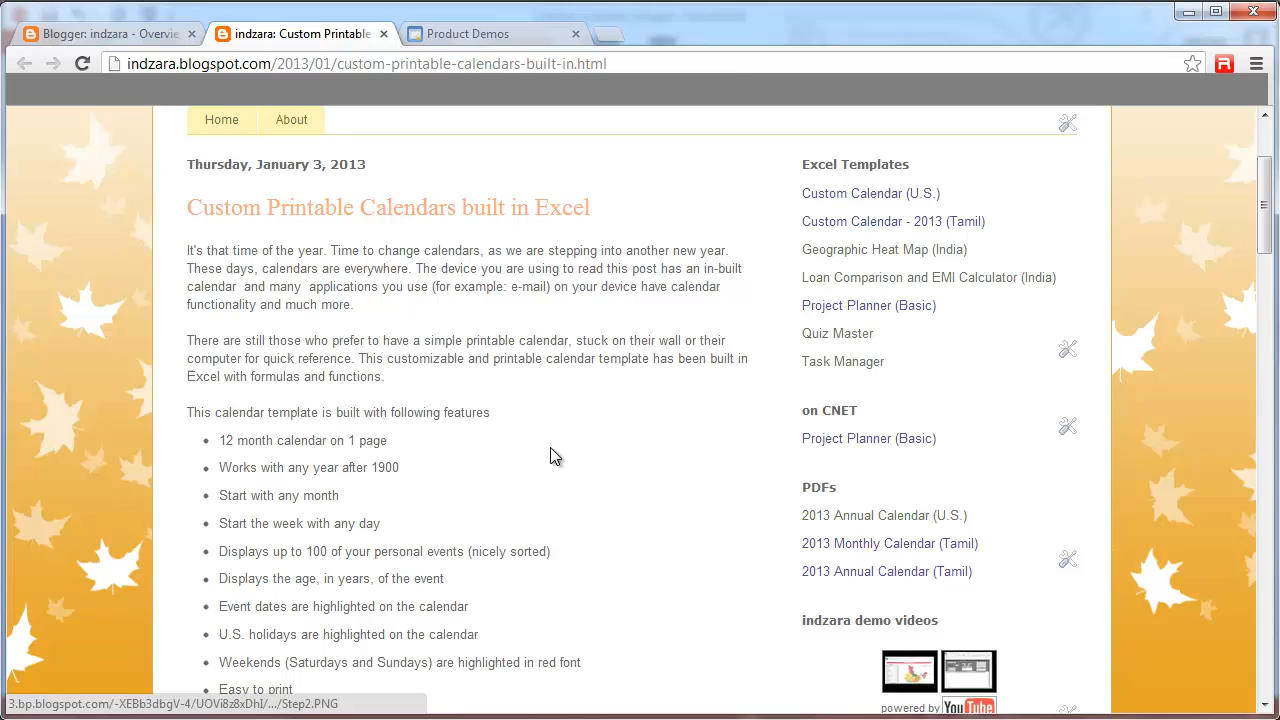 Blogger: indzara - Overvie
indzara: Custom Printable
Product Demos
indzara.blogspot.com/2013/01/custom-printable-calendars-built-in.html
Home
About
Thursday, January 3, 2013
Custom Printable Calendars built in Excel
It's that time of the year. Time to change calendars, as we are stepping into another new year.
These days, calendars are everywhere. The device you are using to read this post has an in-built
calendar and many applications you use (for example: e-mail) on your device have calendar
functionality and much more.
There are still those who prefer to have a simple printable calendar, stuck on their wall or their
computer for quick reference. This customizable and printable calendar template has been built in
Excel with formulas and functions.
This calendar template is built with following features
12 month calendar on 1 page
Works with any year after 1900
Start with any month
Start the week with any day
Displays up to 100 of your personal events (nicely sorted)
Displays the age, in years, of the event
Event dates are highlighted on the calendar
U.S. holidays are highlighted on the calendar
Weekends (Saturdays and Sundays) are highlighted in red font
Easy to print
Excel Templates
Custom Calendar (U.S.)
Custom Calendar - 2013 (Tamil)
Geographic Heat Map (India)
Loan Comparison and EMI Calculator (India)
Project Planner (Basic)
Quiz Master
Task Manager
on CNET
Project Planner (Basic)
PDFs
2013 Annual Calendar (U.S.)
2013 Monthly Calendar (Tamil)
2013 Annual Calendar (Tamil)
indzara demo videos
powered by YouTube
3.bp.blogspot.com/-XEBb3dbgV-4/UOVi8z8xDhI/.../Step2.PNG